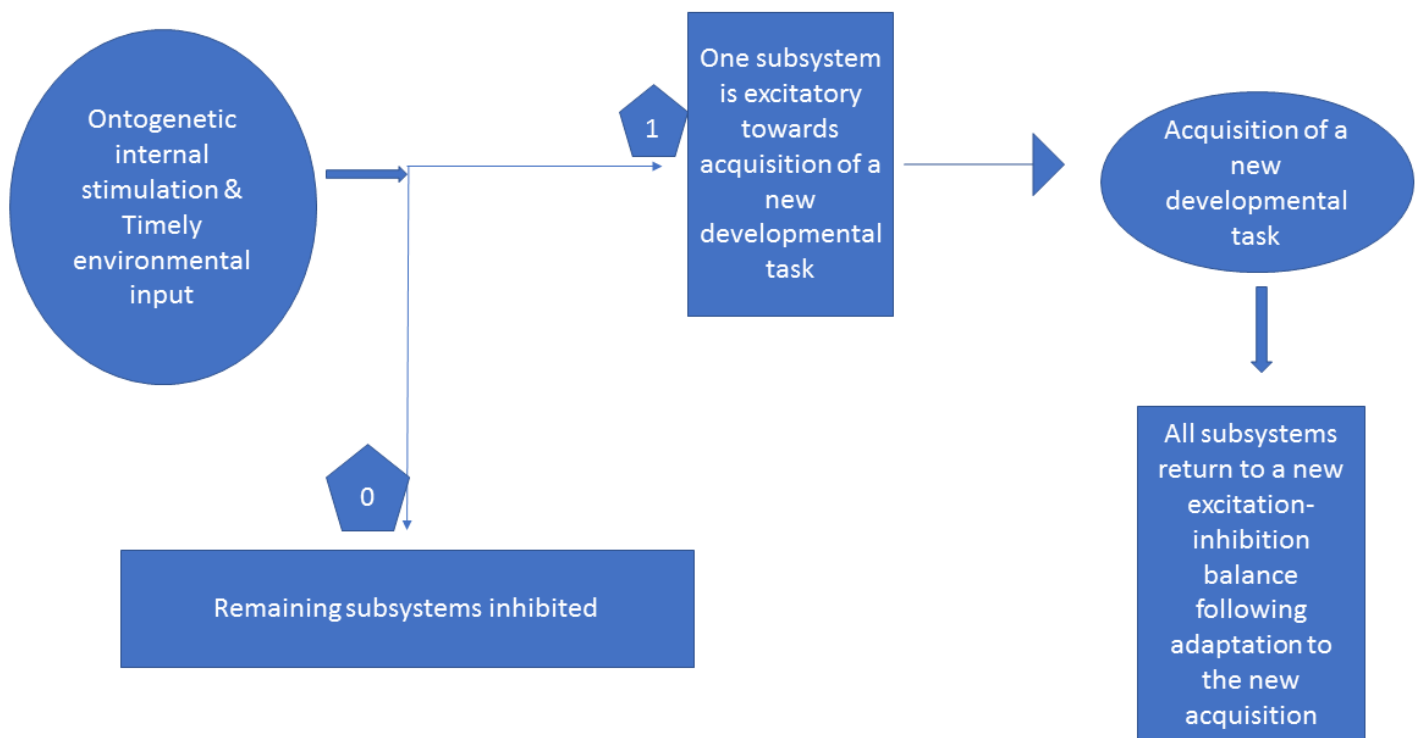 Ontogenetic
internal
stimulation &
Timely
environmental
input
1
One subsystem
is excitatory
towards
acquisition of a
new
developmental
task
Acquisition of a
new
developmental
task
0
Remaining subsystems inhibited
All subsystems
return to a new
excitation-
inhibition
balance
following
adaptation to
the new
acquisition